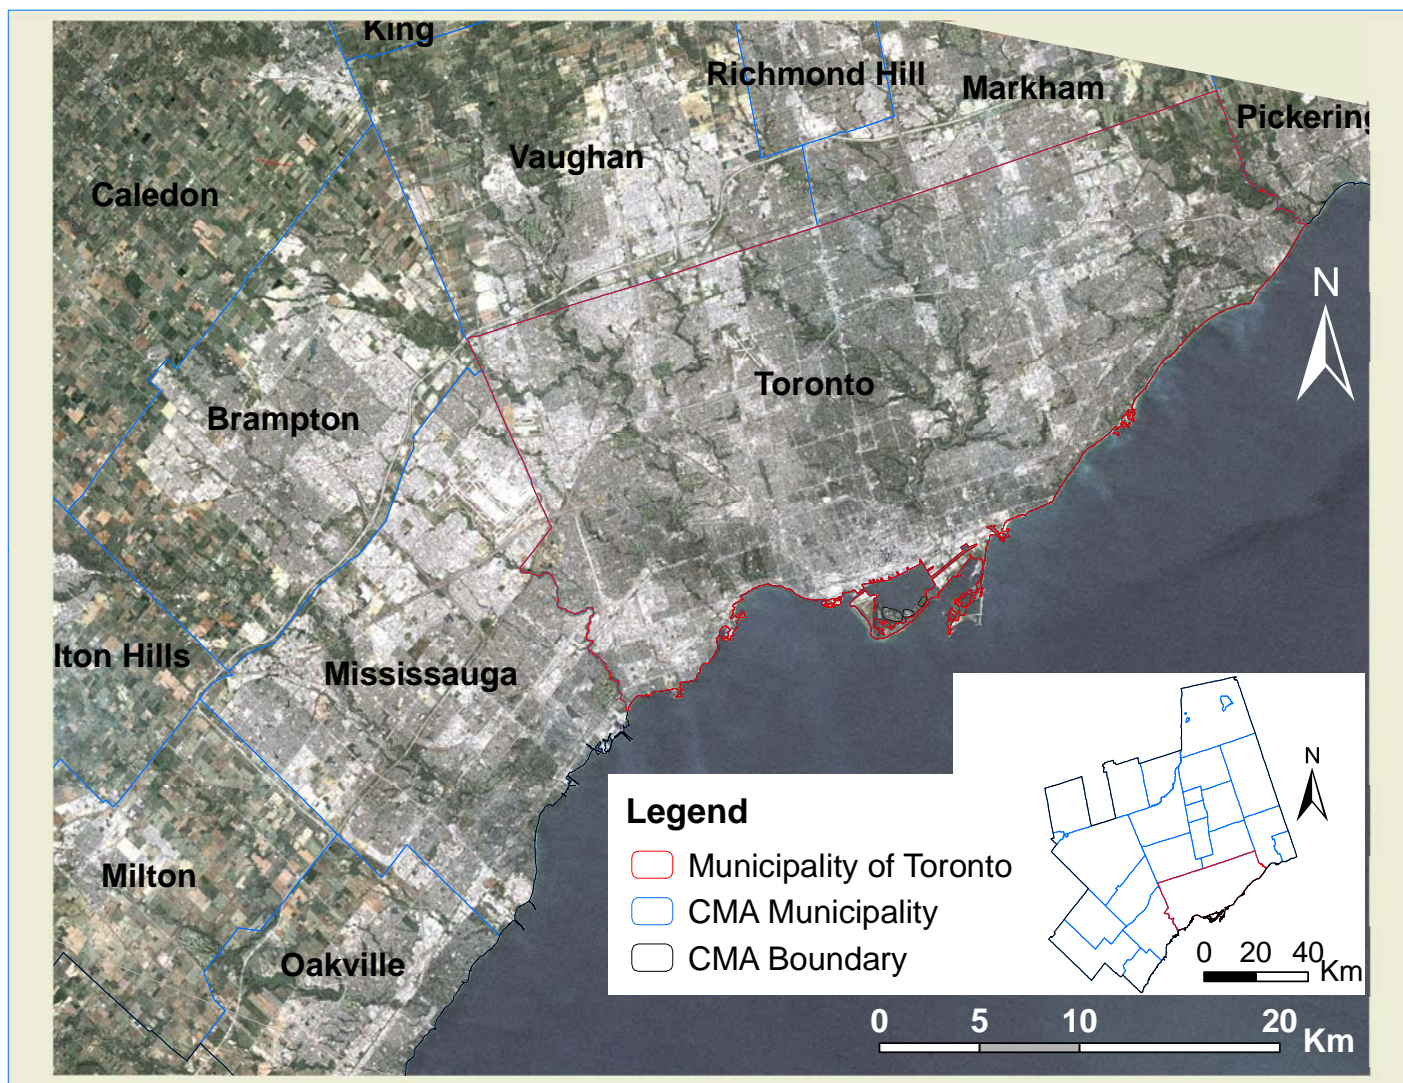 King
Richmond Hill
Markham
Pickering
Vaughan
Caledon
N
Toronto
Brampton
lton Hills
Mississauga
N
Legend
Municipality of Toronto
CMA Municipality
CMA Boundary
0 20 40 Km
Milton
Oakville
0 5 10 20 Km